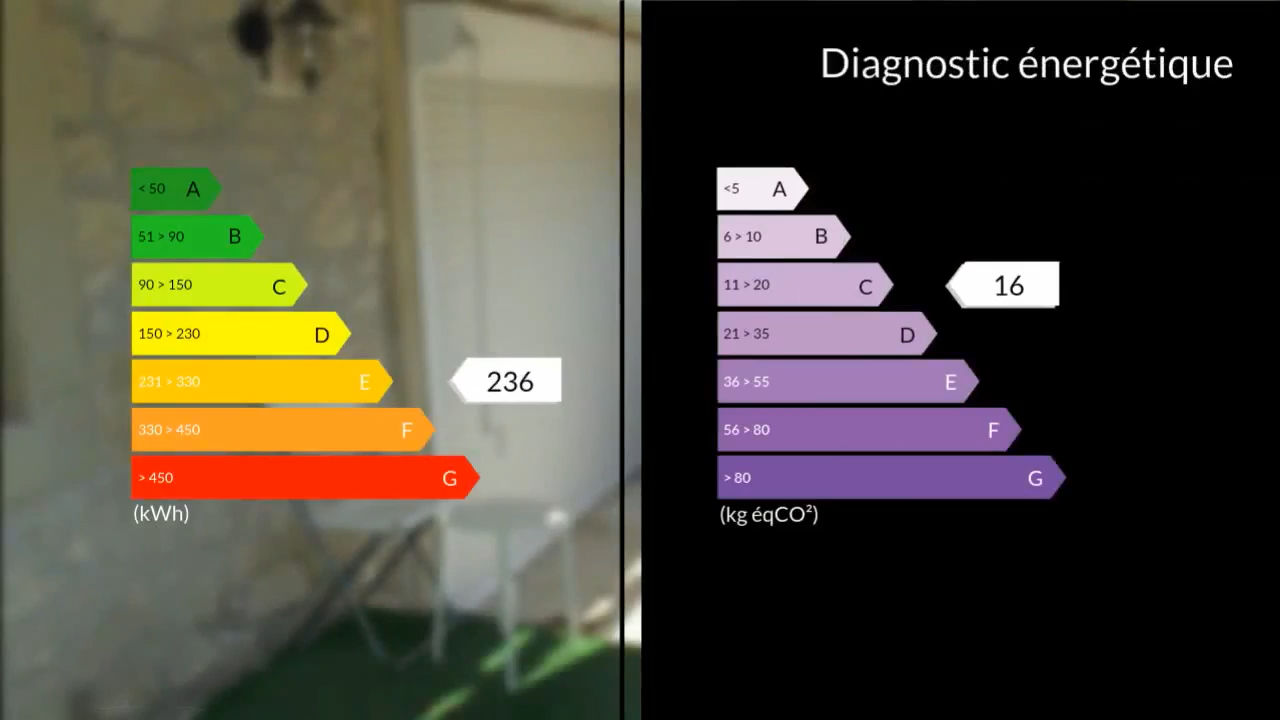 Diagnostic énergétique
< 50 A
51 > 90 B
90 > 150 C
150 > 230 D
231 > 330 E
236
330 > 450 F
> 450 G
(kWh)
<5 A
6 > 10 B
11 > 20 C
16
21 > 35 D
36 > 55 E
56 > 80 F
> 80 G
(kg éqCO²)